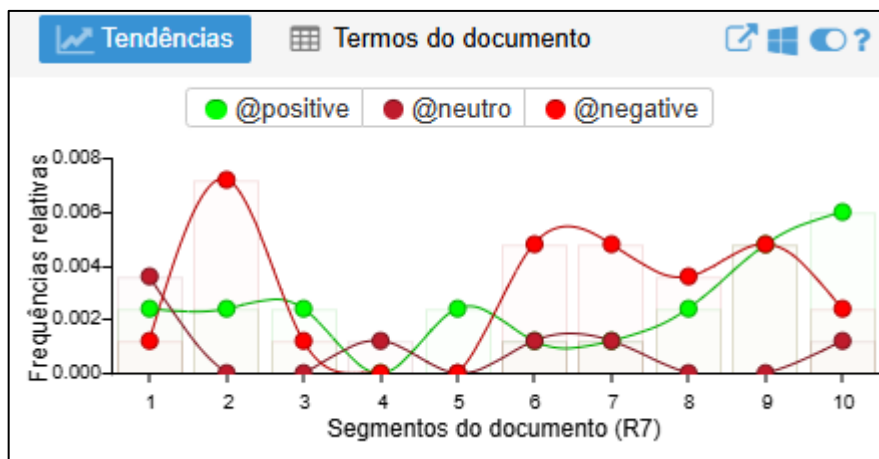 Tendências Termos do documento ?
@positive @neutro @negative
Frequências relativas
0.008
0.006
0.004
0.002
0.000
1 2 3 4 5 6 7 8 9 10
Segmentos do documento (R7)